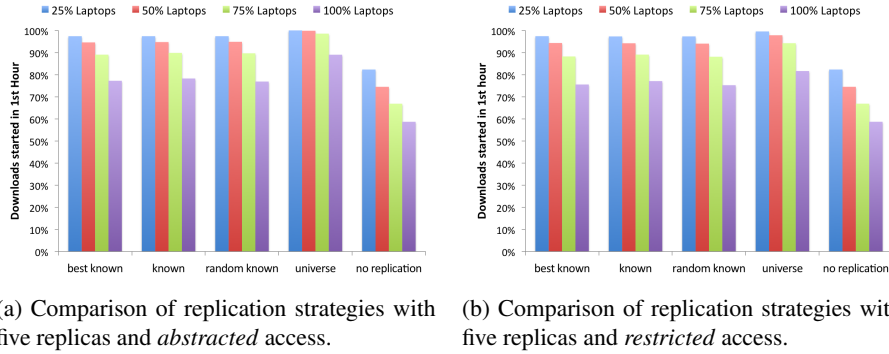 25% Laptops 50% Laptops 75% Laptops 100% Laptops
Downloads started in 1st Hour
100%
90%
80%
70%
60%
50%
40%
30%
20%
10%
0%
best known known random known universe no replication
(a) Comparison of replication strategies with
five replicas and abstracted access.
25% Laptops 50% Laptops 75% Laptops 100% Laptops
Downloads started in 1st hour
100%
90%
80%
70%
60%
50%
40%
30%
20%
10%
0%
best known known random known universe no replication
(b) Comparison of replication strategies wit
five replicas and restricted access.